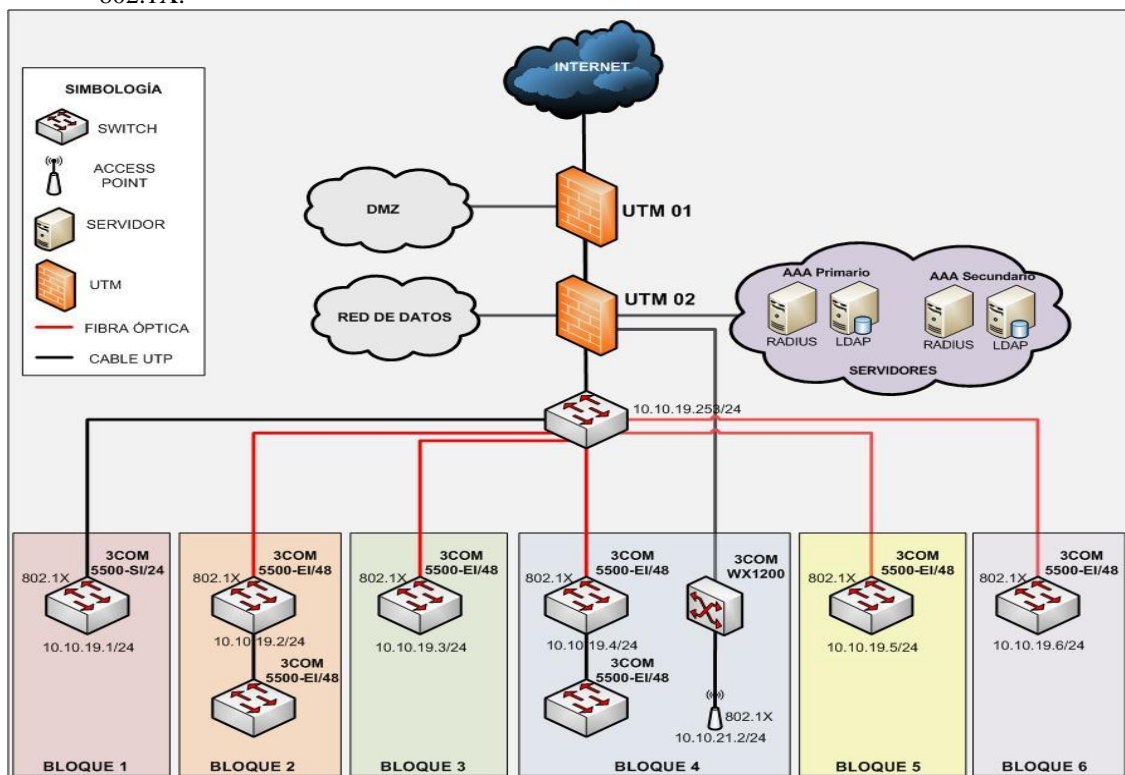 802.1X.
INTERNET
SIMBOLOGÍA
SWITCH
ACCESS
POINT
SERVIDOR
UTM
FIBRA ÓPTICA
CABLE UTP
DMZ
UTM 01
RED DE DATOS
UTM 02
AAA Primario
AAA Secundario
RADIUS
LDAP
RADIUS
LDAP
SERVIDORES
10.10.19.253/24
3COM
5500-SI/24
802.1X
10.10.19.1/24
BLOQUE 1
3COM
5500-EI/48
802.1X
10.10.19.2/24
3COM
5500-EI/48
BLOQUE 2
3COM
5500-EI/48
802.1X
10.10.19.3/24
BLOQUE 3
3COM
5500-EI/48
802.1X
10.10.19.4/24
3COM
5500-EI/48
3COM
WX1200
802.1X
10.10.21.2/24
BLOQUE 4
3COM
5500-EI/48
802.1X
10.10.19.5/24
BLOQUE 5
3COM
5500-EI/48
802.1X
10.10.19.6/24
BLOQUE 6